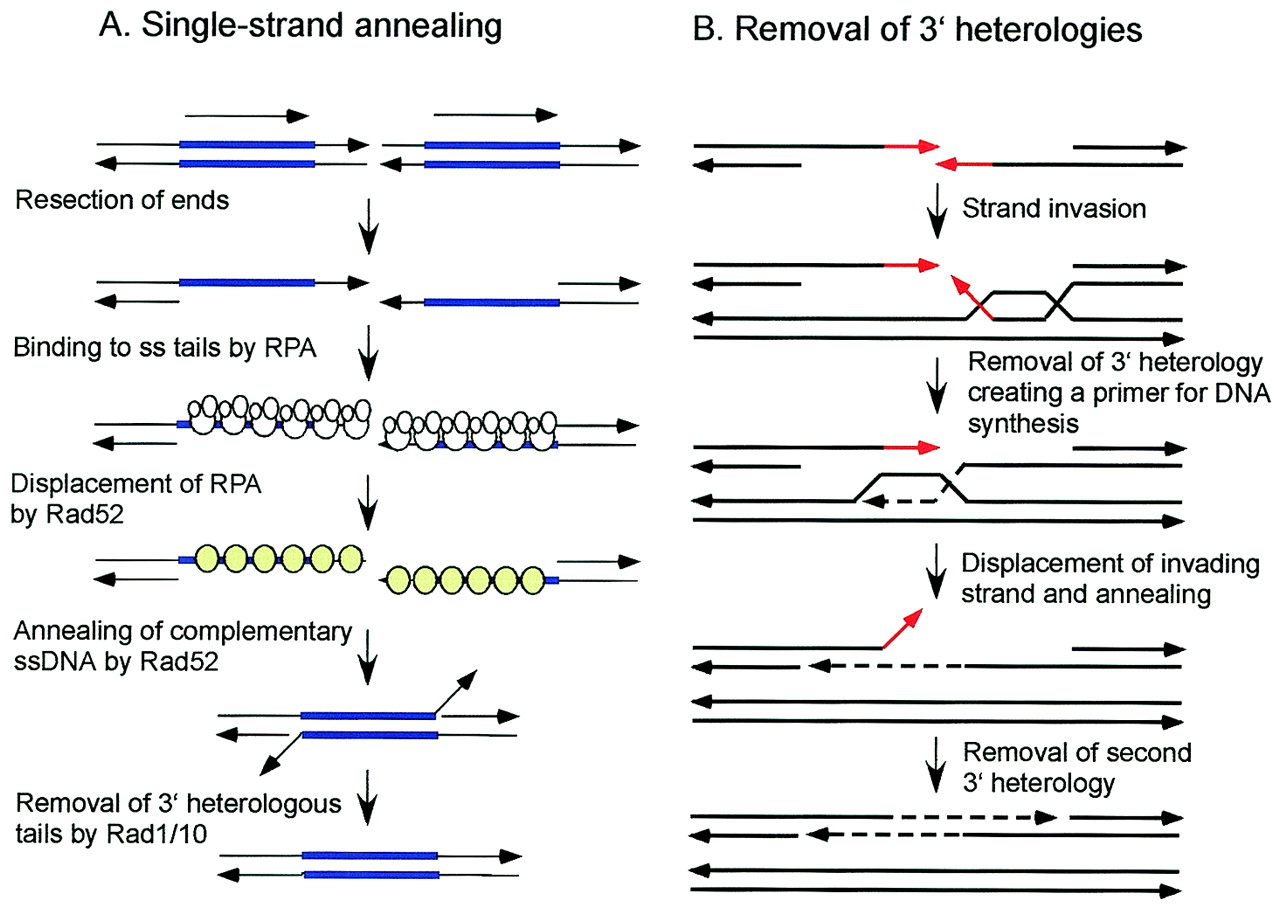 A. Single-strand annealing
Resection of ends
Binding to ss tails by RPA
Displacement of RPA
by Rad52
Annealing of complementary
ssDNA by Rad52
Removal of 3‘ heterologous
tails by Rad1/10
B. Removal of 3‘ heterologies
Strand invasion
Removal of 3‘ heterology
creating a primer for DNA
synthesis
Displacement of invading
strand and annealing
Removal of second
3‘ heterology